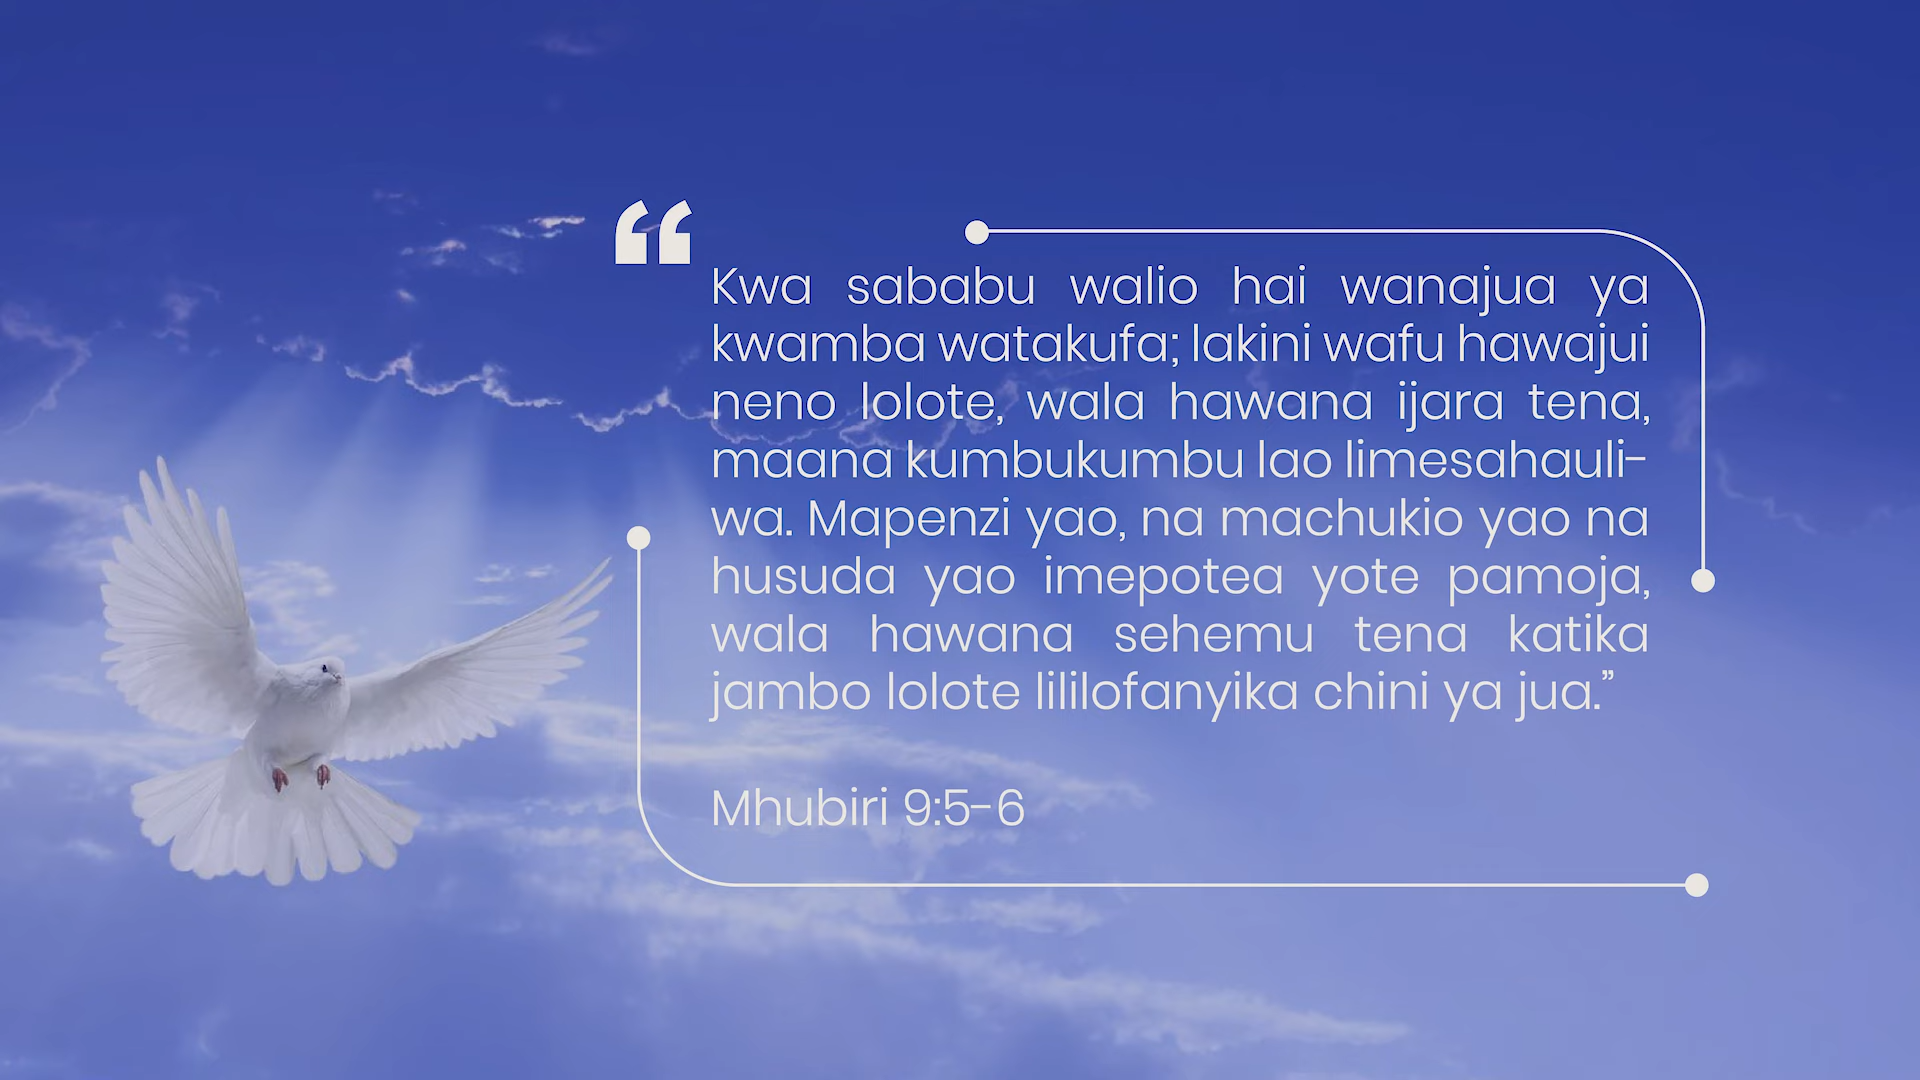 “Kwa sababu walio hai wanajua ya
kwamba watakufa; lakini wafu hawajui
neno lolote, wala hawana ijara tena,
maana kumbukumbu lao limesahauli-
wa. Mapenzi yao, na machukio yao na
husuda yao imepotea yote pamoja,
wala hawana sehemu tena katika
jambo lolote lililofanyika chini ya jua.”
Mhubiri 9:5-6